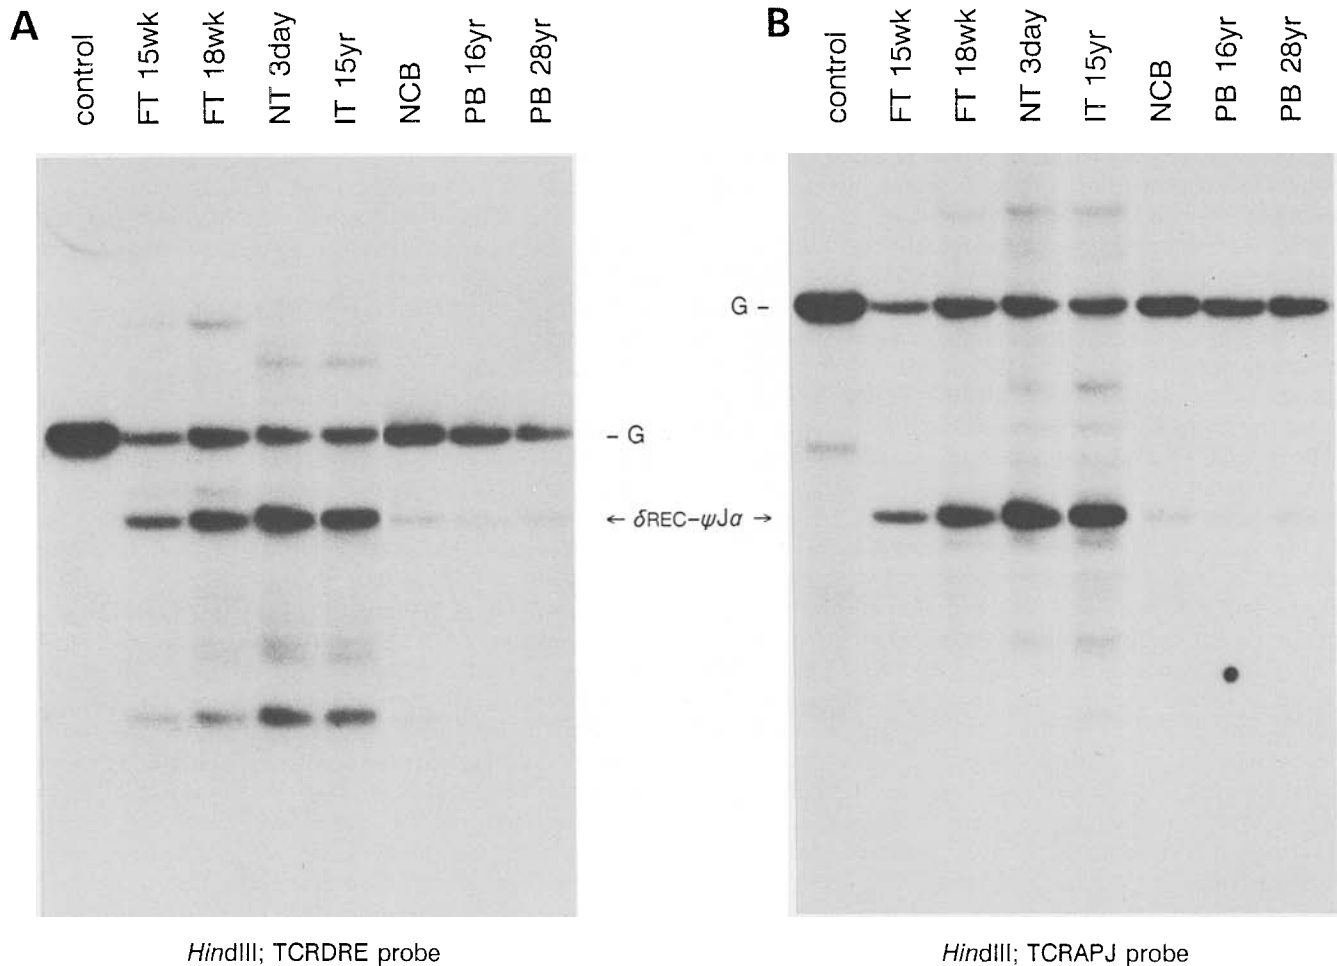 A
control
FT 15wk
FT 18wk
NT 3day
IT 15yr
NCB
PB 16yr
PB 28yr
– G
HindIII; TCRDRE probe
← δREC–ψJα →
B
control
FT 15wk
FT 18wk
NT 3day
IT 15yr
NCB
PB 16yr
PB 28yr
G –
HindIII; TCRAPJ probe